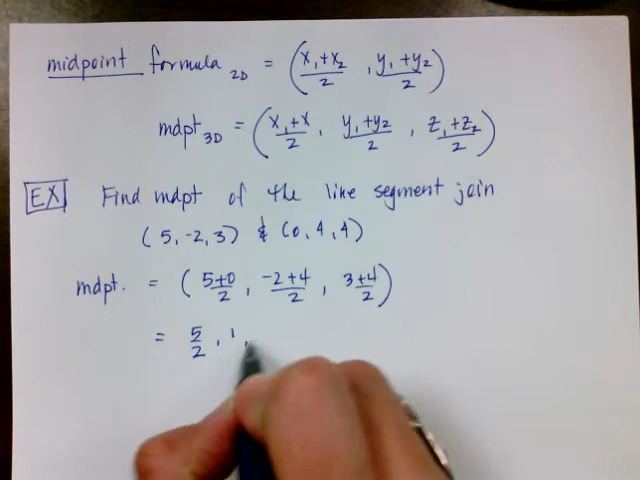 midpoint formula 2D = (x₁+x₂/2, y₁+y₂/2)
mdpt 3D = (x₁+x/2, y₁+y₂/2, z₁+z₂/2)
EX Find mdpt of the line segment join
(5, -2, 3) & (0, 4, 4)
mdpt. = (5+0/2, -2+4/2, 3+4/2)
= 5/2, 1,